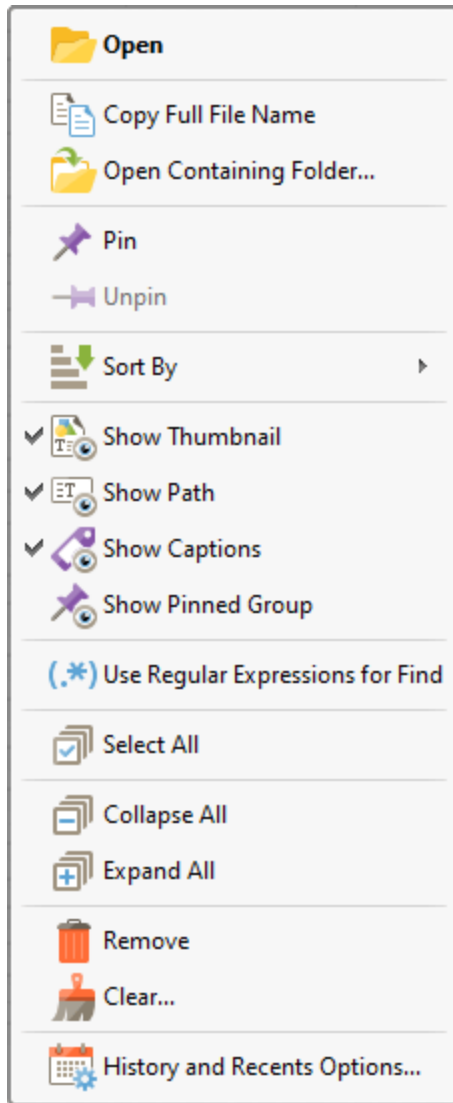 Open
Copy Full File Name
Open Containing Folder...
Pin
Unpin
Sort By
Show Thumbnail
Show Path
Show Captions
Show Pinned Group
(.*) Use Regular Expressions for Find
Select All
Collapse All
Expand All
Remove
Clear...
History and Recents Options...